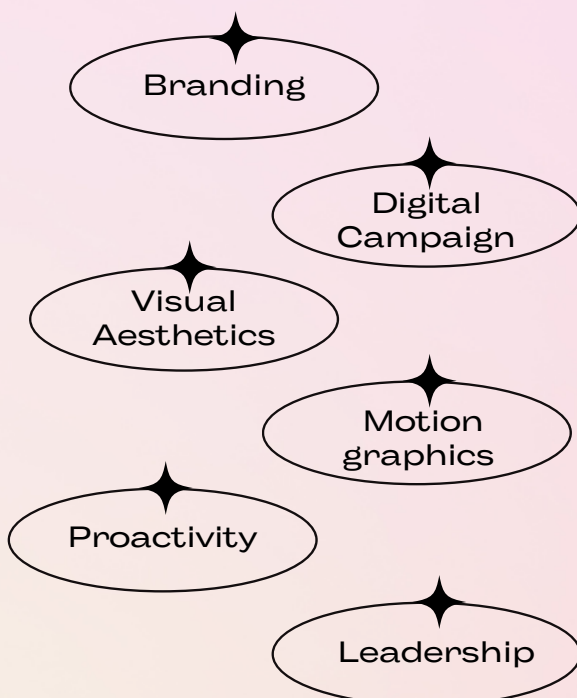 Branding
Digital
Campaign
Visual
Aesthetics
Motion
graphics
Proactivity
Leadership